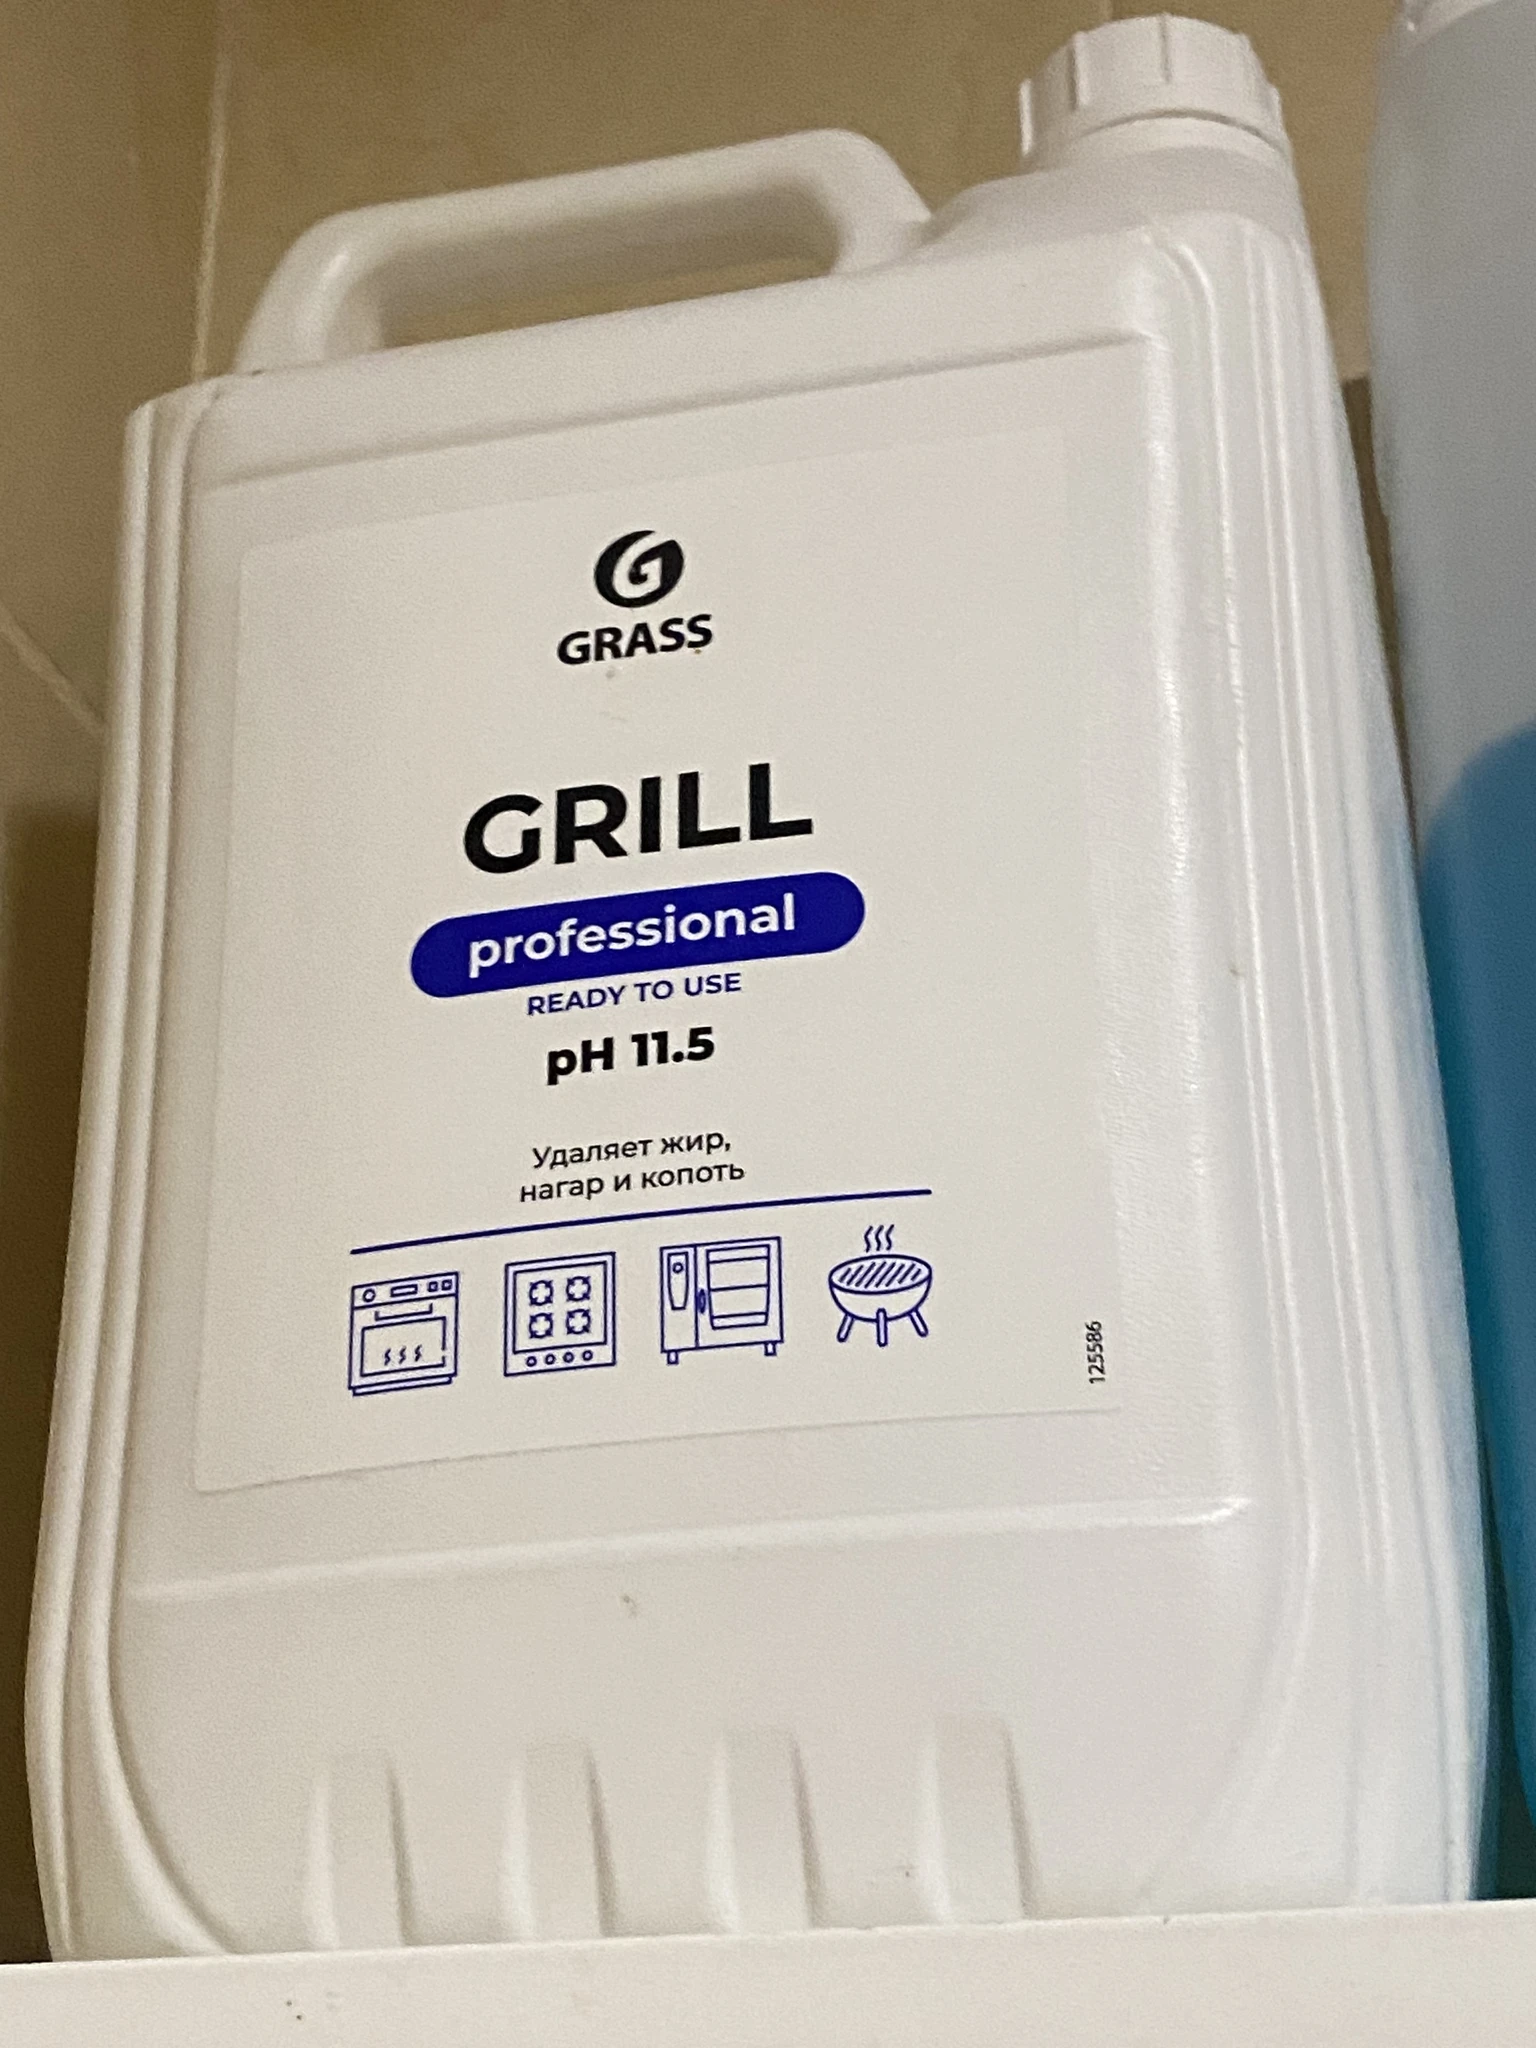 GRASS
GRILL
professional
READY TO USE
pH 11.5
Удаляет жир,
нагар и копоть
125586